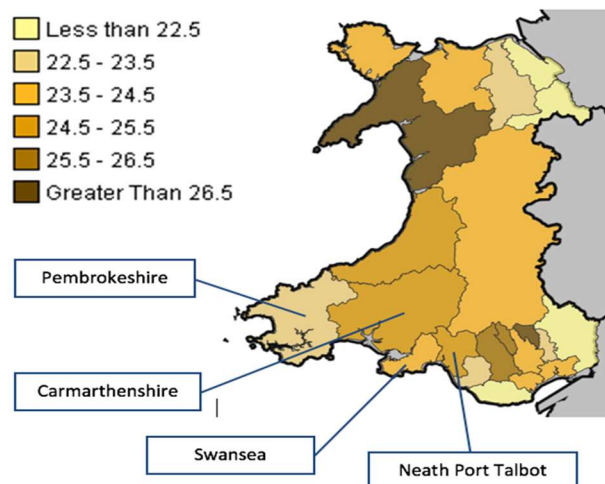 Less than 22.5
22.5 - 23.5
23.5 - 24.5
24.5 - 25.5
25.5 - 26.5
Greater Than 26.5
Pembrokeshire
Carmarthenshire
Swansea
Neath Port Talbot